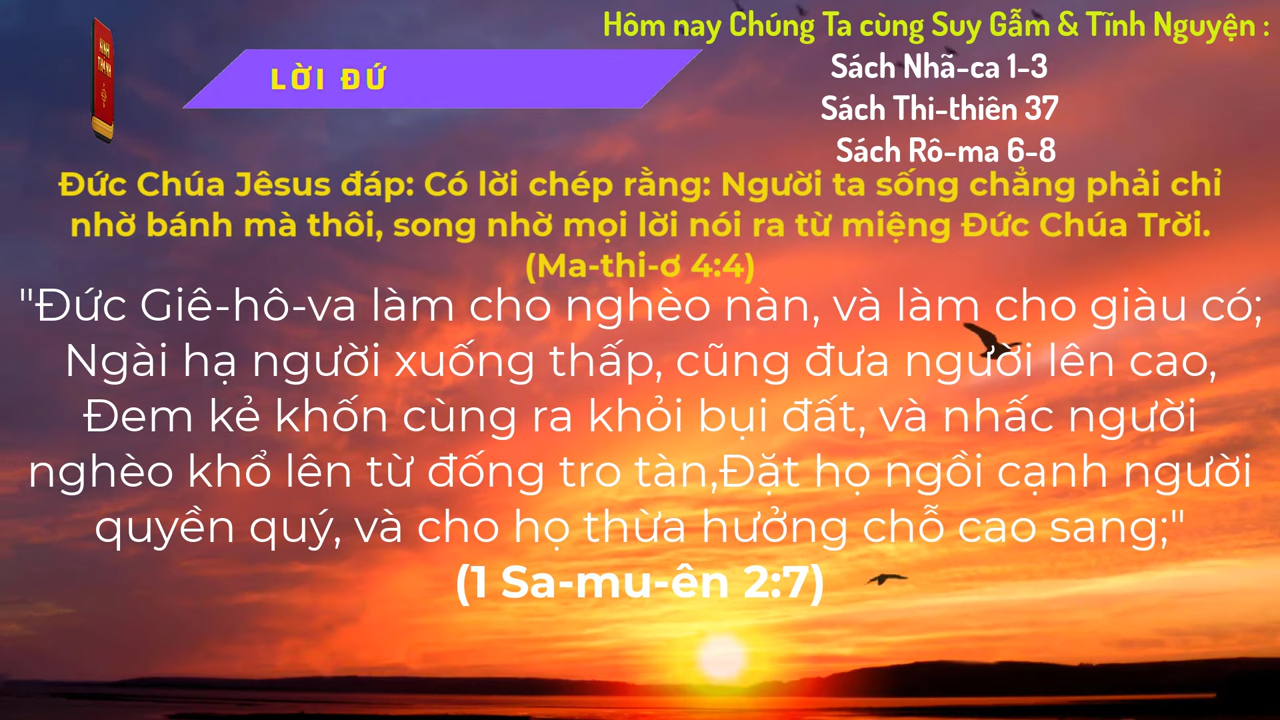 Hôm nay Chúng Ta cùng Suy Gẫm & Tĩnh Nguyện :
Sách Nhã-ca 1-3
Sách Thi-thiên 37
Sách Rô-ma 6-8
KINH
THÁNH
LỜI ĐỨ
Đức Chúa Jêsus đáp: Có lời chép rằng: Người ta sống chẳng phải chỉ
nhờ bánh mà thôi, song nhờ mọi lời nói ra từ miệng Đức Chúa Trời.
(Ma-thi-ơ 4:4)
"Đức Giê-hô-va làm cho nghèo nàn, và làm cho giàu có;
Ngài hạ người xuống thấp, cũng đưa người lên cao,
Đem kẻ khốn cùng ra khỏi bụi đất, và nhấc người
nghèo khổ lên từ đống tro tàn,Đặt họ ngồi cạnh người
quyền quý, và cho họ thừa hưởng chỗ cao sang;"
(1 Sa-mu-ên 2:7)